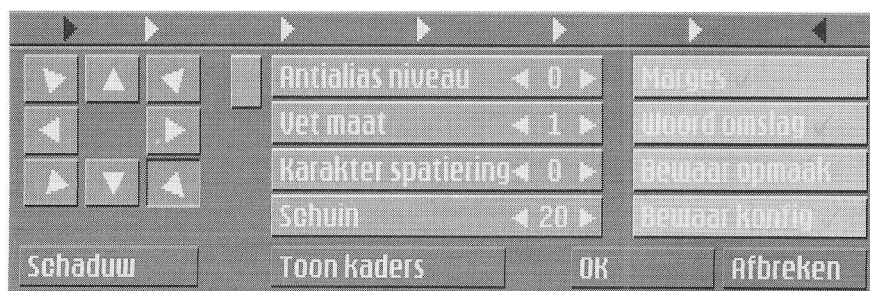 Antialias niveau 0
Marges
Vet maat 1
Woord omslag
Karakter spatiering 0
Bewaar opmaak
Schuin 20
Bewaar konfig
Schaduw
Toon kaders
OK
Afbreken